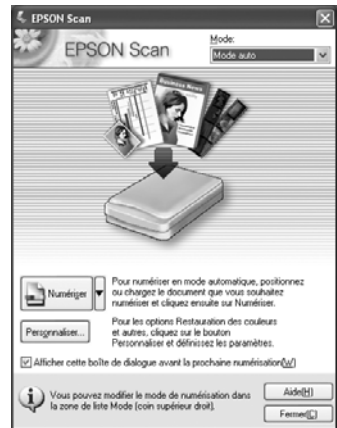 EPSON Scan
EPSON Scan
Mode:
Mode auto
Business News
Numériser
Pour numériser en mode automatique, positionnez
ou chargez le document que vous souhaitez
numériser et cliquez ensuite sur Numériser.
Personnaliser...
Pour les options Restauration des couleurs
et autres, cliquez sur le bouton
Personnaliser et définissez les paramètres.
Afficher cette boîte de dialogue avant la prochaine numérisation(W)
Vous pouvez modifier le mode de numérisation dans
la zone de liste Mode (coin supérieur droit).
Aide(H)
Fermer(C)